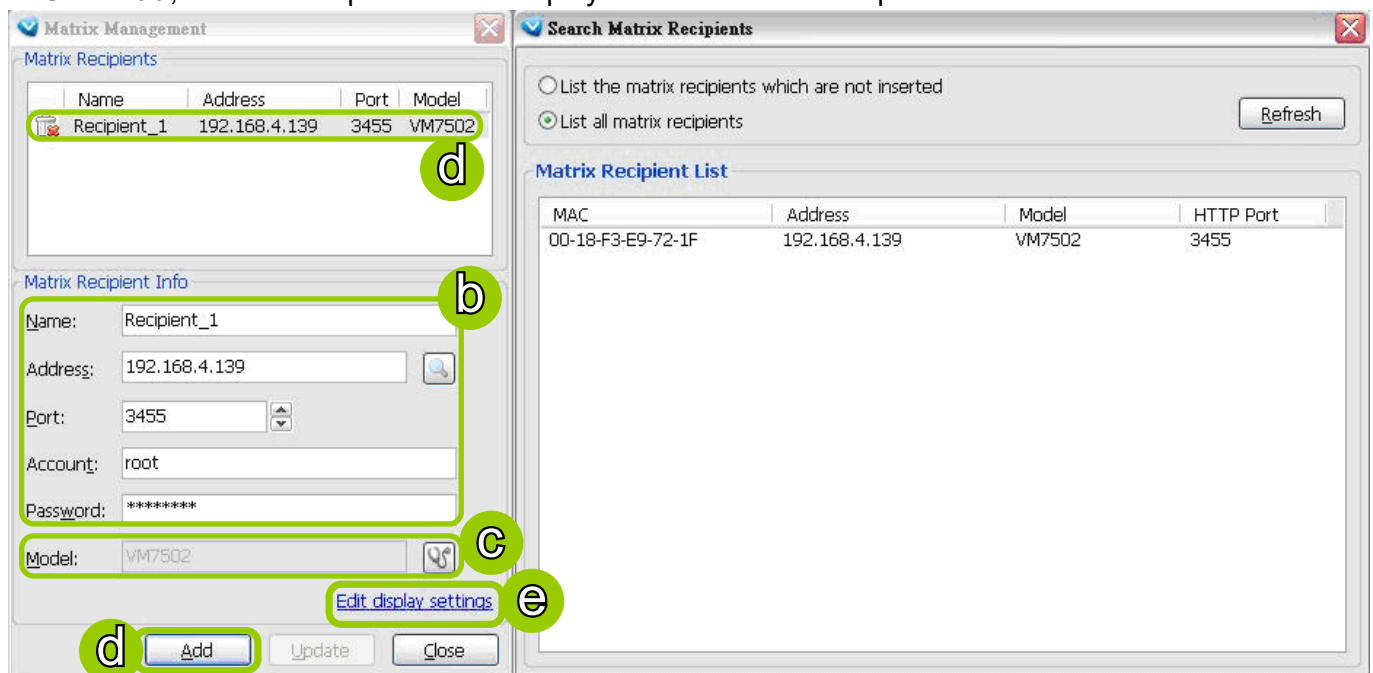 Matrix Management
Matrix Recipients
Name Address Port Model
Recipient_1 192.168.4.139 3455 VM7502
d
Matrix Recipient Info
b
Name: Recipient_1
Address: 192.168.4.139
Port: 3455
Account: root
Password: ********
Model: VM7502
c
Edit display settings
e
d
Add Update Close
Search Matrix Recipients
List the matrix recipients which are not inserted
List all matrix recipients
Refresh
Matrix Recipient List
MAC Address Model HTTP Port
00-18-F3-E9-72-1F 192.168.4.139 VM7502 3455